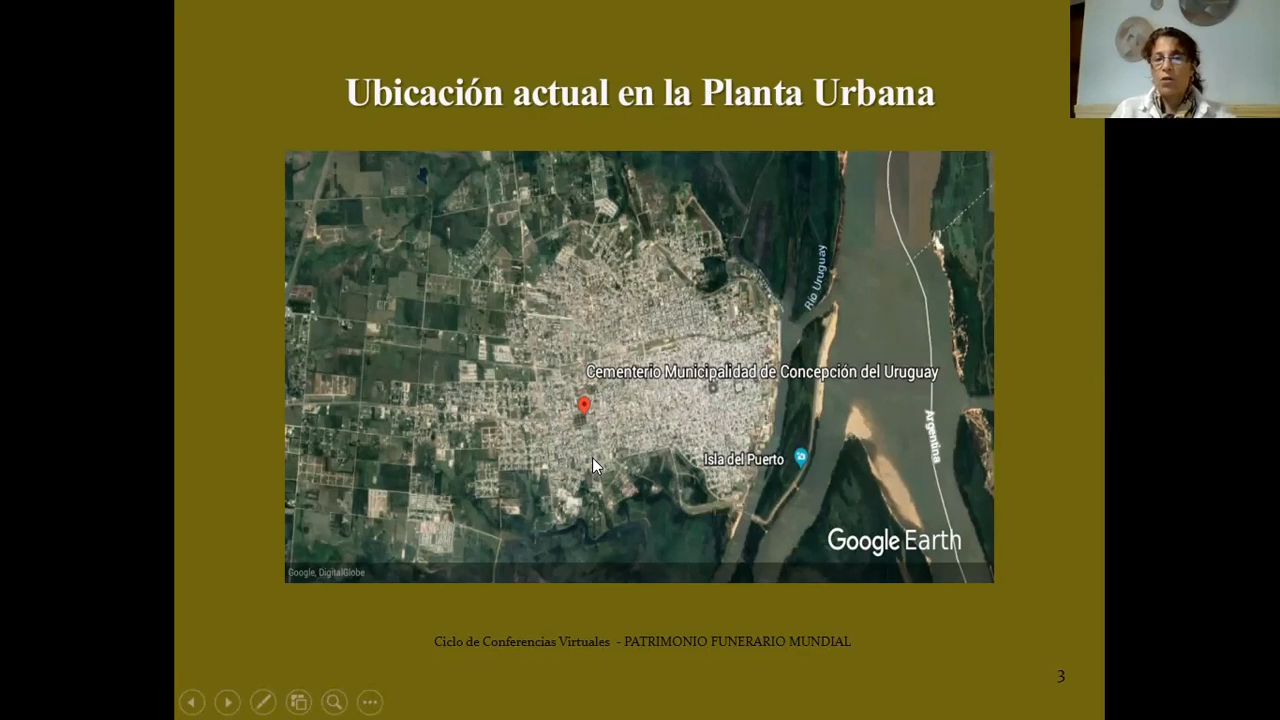 Ubicación actual en la Planta Urbana
Río Uruguay
Cementerio Municipalidad de Concepción del Uruguay
Argentina
Isla del Puerto
Google Earth
Google, DigitalGlobe
Ciclo de Conferencias Virtuales - PATRIMONIO FUNERARIO MUNDIAL
3